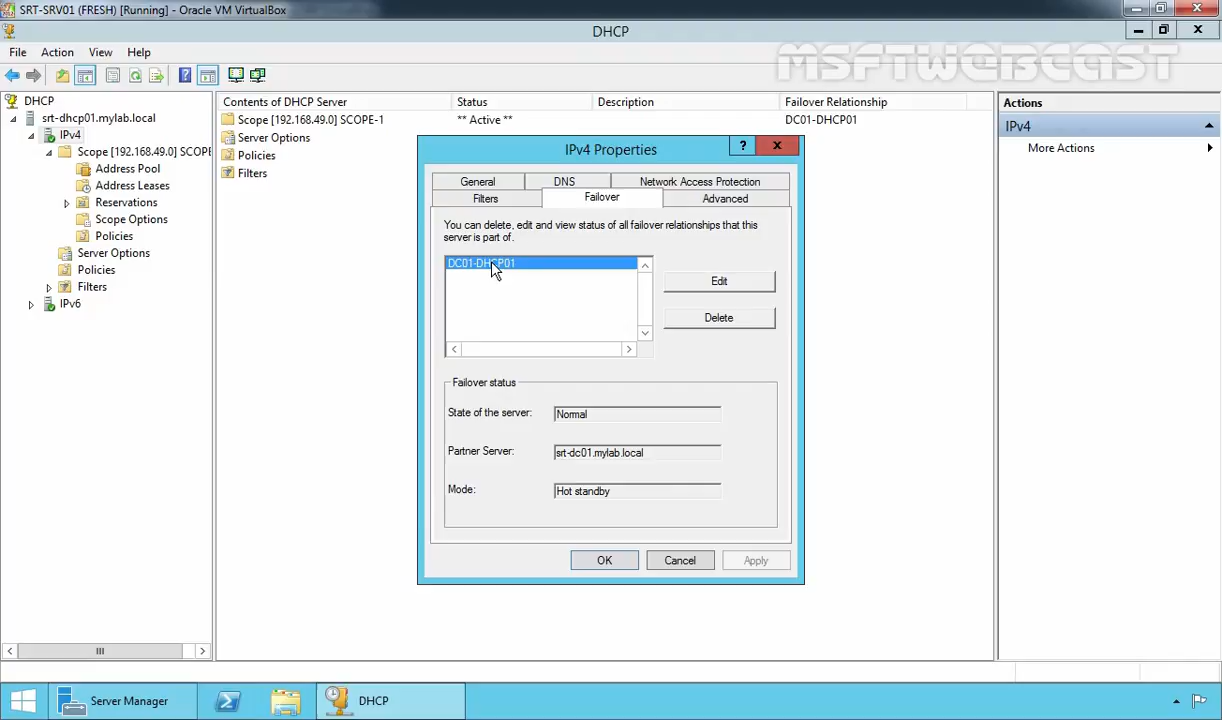 SRT-SRV01 (FRESH) [Running] - Oracle VM VirtualBox
DHCP
MSFTWEBCAST
File Action View Help
DHCP
srt-dhcp01.mylab.local
IPv4
Scope [192.168.49.0] SCOPE
Address Pool
Address Leases
Reservations
Scope Options
Policies
Server Options
Policies
Filters
IPv6
Contents of DHCP Server Status Description Failover Relationship
Scope [192.168.49.0] SCOPE-1 ** Active ** DC01-DHCP01
Server Options
Policies
Filters
Actions
IPv4
More Actions
IPv4 Properties
?
General DNS Network Access Protection
Filters Failover Advanced
You can delete, edit and view status of all failover relationships that this
server is part of.
DC01-DHCP01
Edit
Delete
Failover status
State of the server: Normal
Partner Server: srt-dc01.mylab.local
Mode: Hot standby
OK Cancel Apply
Server Manager DHCP